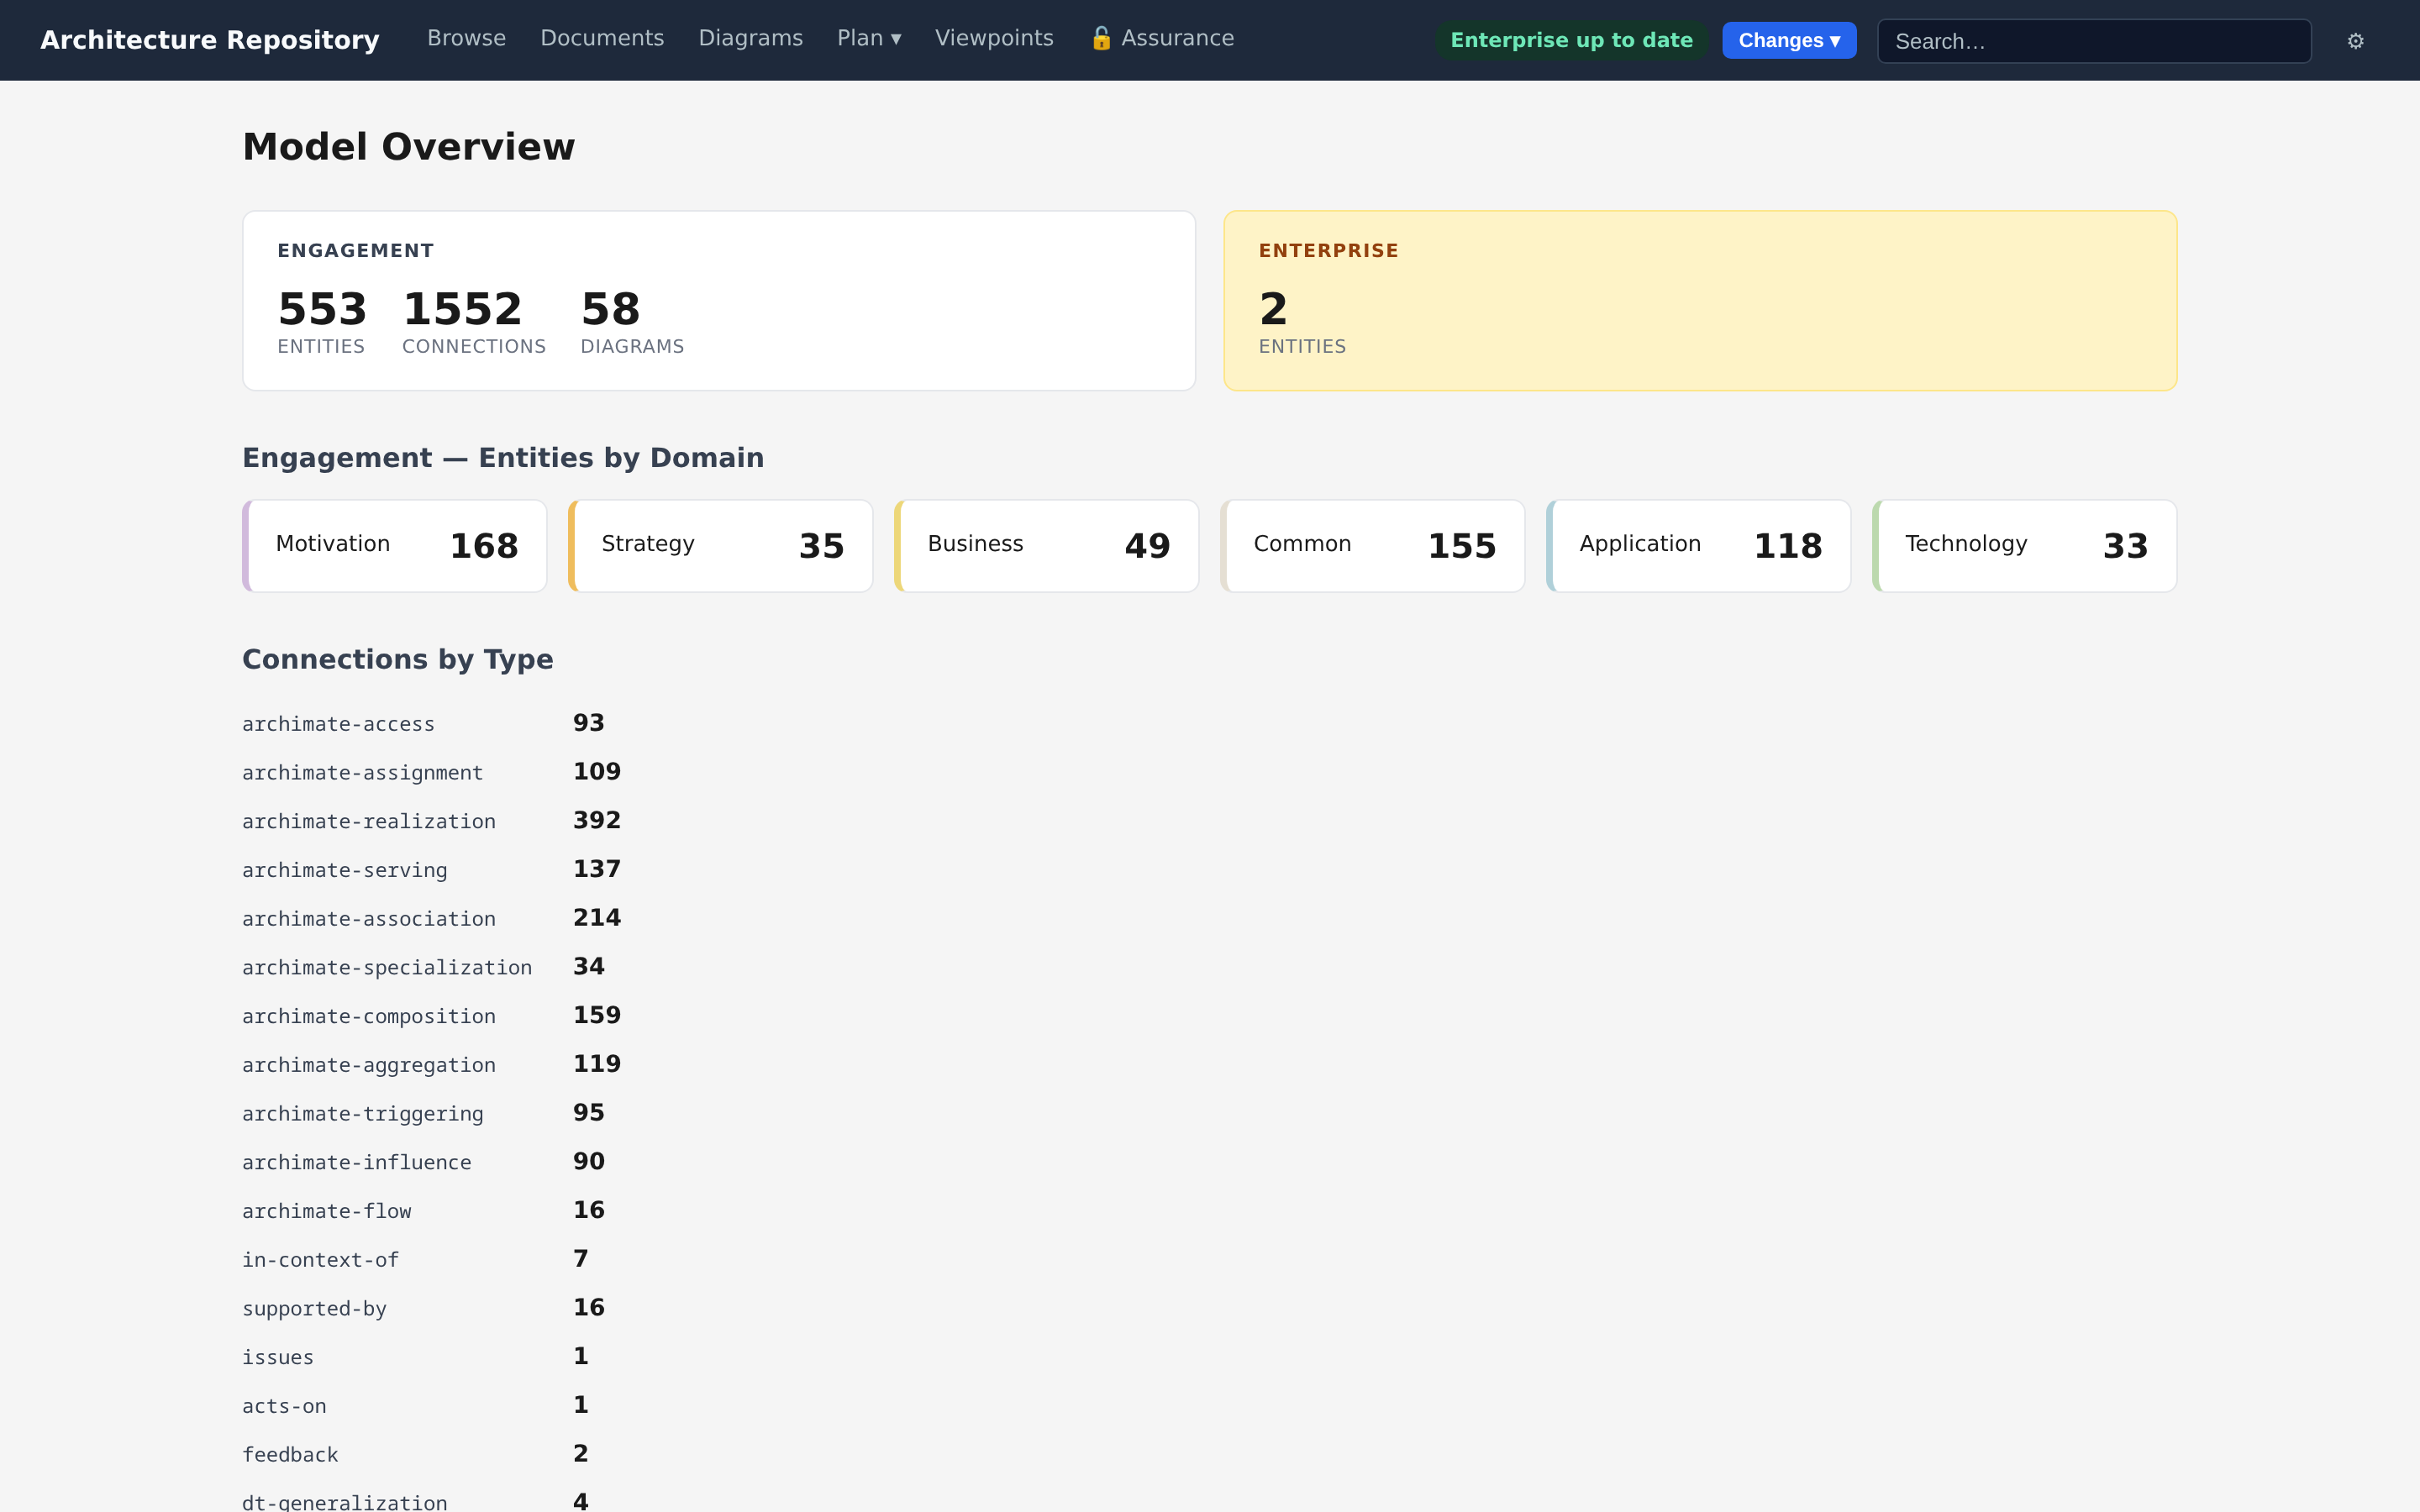 Architecture Repository Browse Documents Diagrams Plan ▾ Viewpoints 🔓 Assurance Enterprise up to date Changes ▾ Search… ⚙
Model Overview
ENGAGEMENT
553 1552 58
ENTITIES CONNECTIONS DIAGRAMS
ENTERPRISE
2
ENTITIES
Engagement — Entities by Domain
Motivation 168 Strategy 35 Business 49 Common 155 Application 118 Technology 33
Connections by Type
archimate-access 93
archimate-assignment 109
archimate-realization 392
archimate-serving 137
archimate-association 214
archimate-specialization 34
archimate-composition 159
archimate-aggregation 119
archimate-triggering 95
archimate-influence 90
archimate-flow 16
in-context-of 7
supported-by 16
issues 1
acts-on 1
feedback 2
dt-generalization 4